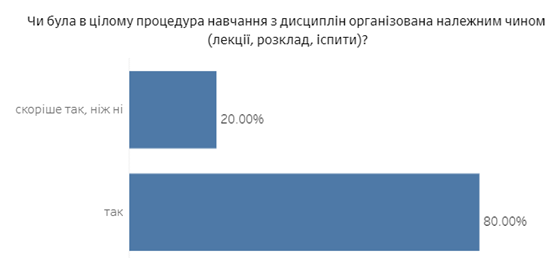 Чи була в цілому процедура навчання з дисциплін організована належним чином
(лекції, розклад, іспити)?
скоріше так, ніж ні
20.00%
так
80.00%